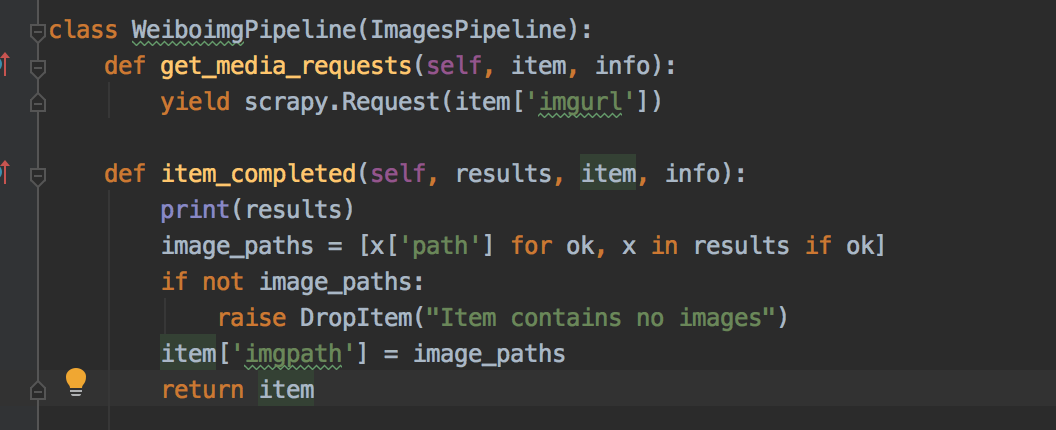 class WeiboimgPipeline(ImagesPipeline):
    def get_media_requests(self, item, info):
        yield scrapy.Request(item['imgurl'])
    def item_completed(self, results, item, info):
        print(results)
        image_paths = [x['path'] for ok, x in results if ok]
        if not image_paths:
            raise DropItem("Item contains no images")
        item['imgpath'] = image_paths
        return item